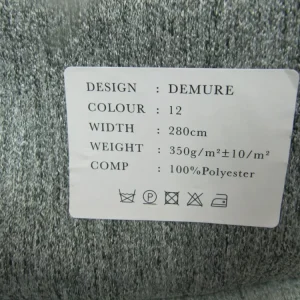 DESIGN : DEMURE
COLOUR : 12
WIDTH : 280cm
WEIGHT : 350g/m²±10/m²
COMP : 100%Polyester